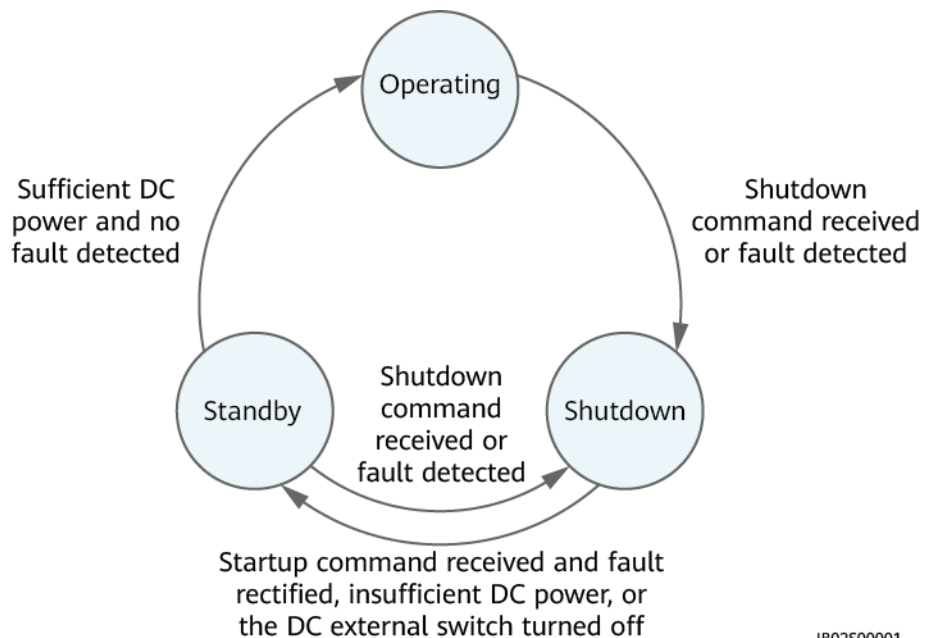 Operating
Sufficient DC
power and no
fault detected
Shutdown
command received
or fault detected
Standby
Shutdown
command
received or
fault detected
Shutdown
Startup command received and fault
rectified, insufficient DC power, or
the DC external switch turned off